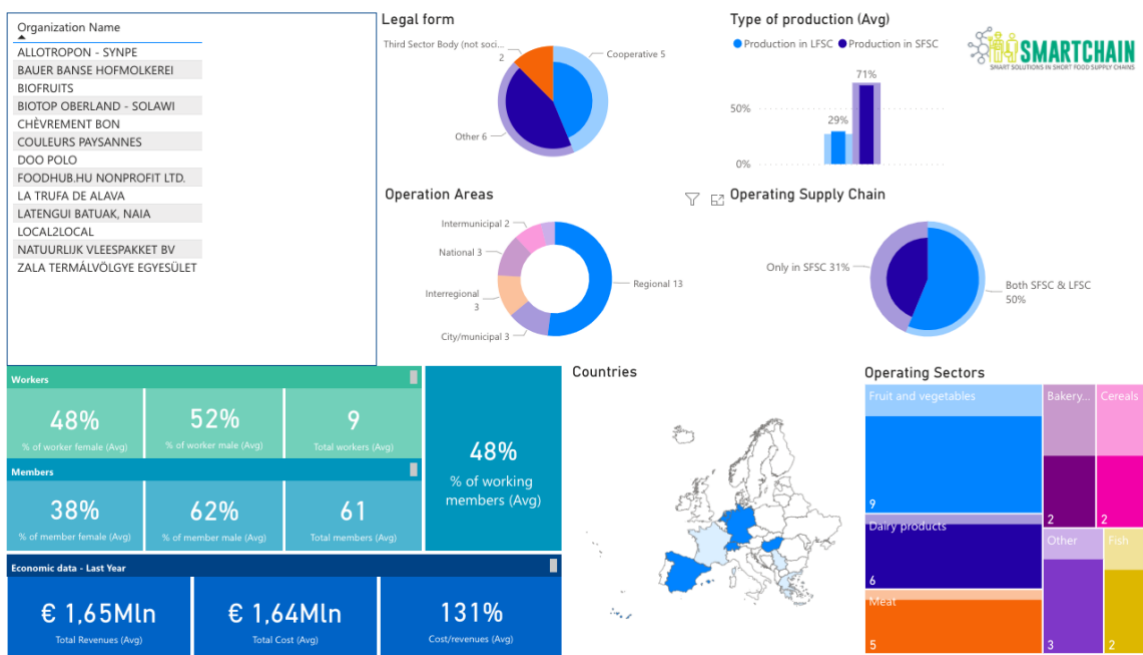 Organization Name
ALLOTROPON - SYNPE
BAUER BANSE HOFMOLKEREI
BIOFRUITS
BIOTOP OBERLAND - SOLAWI
CHÈVREMENT BON
COULEURS PAYSANNES
DOO POLO
FOODHUB.HU NONPROFIT LTD.
LA TRUFA DE ALAVA
LATENGUI BATUAK, NAIA
LOCAL2LOCAL
NATUURLIJK VLEESPAKKET BV
ZALA TERMÁLVÖLGYE EGYESÜLET
Legal form
Third Sector Body (not soci...
2
Cooperative 5
Other 6
Type of production (Avg)
Production in LFSC Production in SFSC
71%
50%
29%
0%
SMARTCHAIN
SMART SOLUTIONS IN SHORT FOOD SUPPLY CHAINS
Operation Areas
Intermunicipal 2
National 3
Interregional
3
City/municipal 3
Regional 13
Operating Supply Chain
Only in SFSC 31%
Both SFSC & LFSC
50%
Workers
48%
% of worker female (Avg)
52%
% of worker male (Avg)
9
Total workers (Avg)
Members
38%
% of member female (Avg)
62%
% of member male (Avg)
61
Total members (Avg)
48%
% of working
members (Avg)
Economic data - Last Year
€ 1,65Mln
Total Revenues (Avg)
€ 1,64Mln
Total Cost (Avg)
131%
Cost/revenues (Avg)
Countries
Operating Sectors
Fruit and vegetables
9
Dairy products
6
Meat
5
Bakery...
2
Cereals
2
Other
3
Fish
2